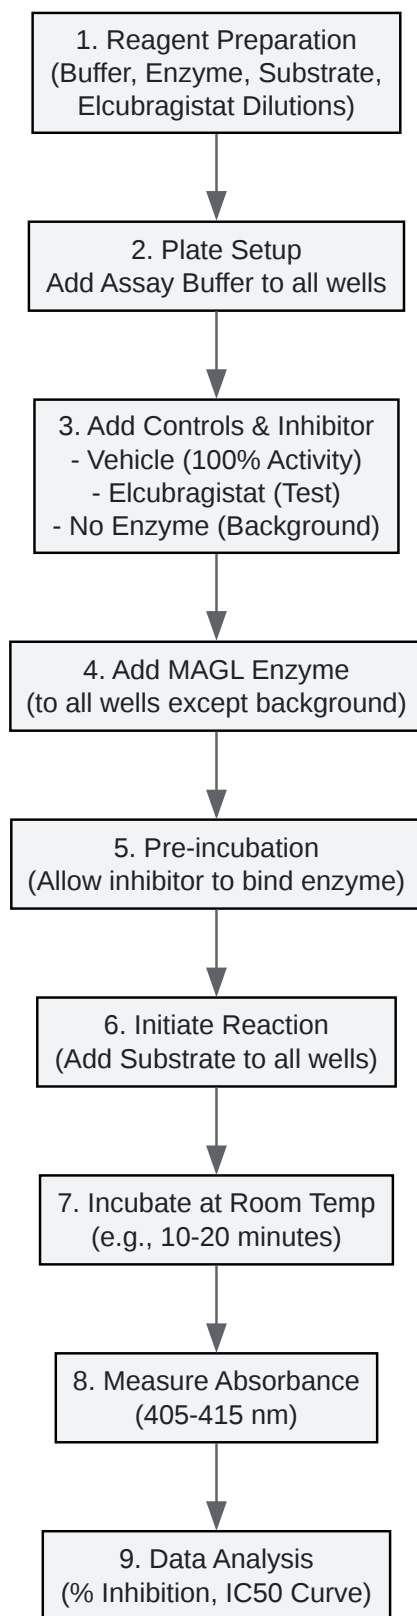 1. Reagent Preparation
(Buffer, Enzyme, Substrate,
Elcubragistat Dilutions)
2. Plate Setup
Add Assay Buffer to all wells
3. Add Controls & Inhibitor
- Vehicle (100% Activity)
- Elcubragistat (Test)
- No Enzyme (Background)
4. Add MAGL Enzyme
(to all wells except background)
5. Pre-incubation
(Allow inhibitor to bind enzyme)
6. Initiate Reaction
(Add Substrate to all wells)
7. Incubate at Room Temp
(e.g., 10-20 minutes)
8. Measure Absorbance
(405-415 nm)
9. Data Analysis
(% Inhibition, IC50 Curve)